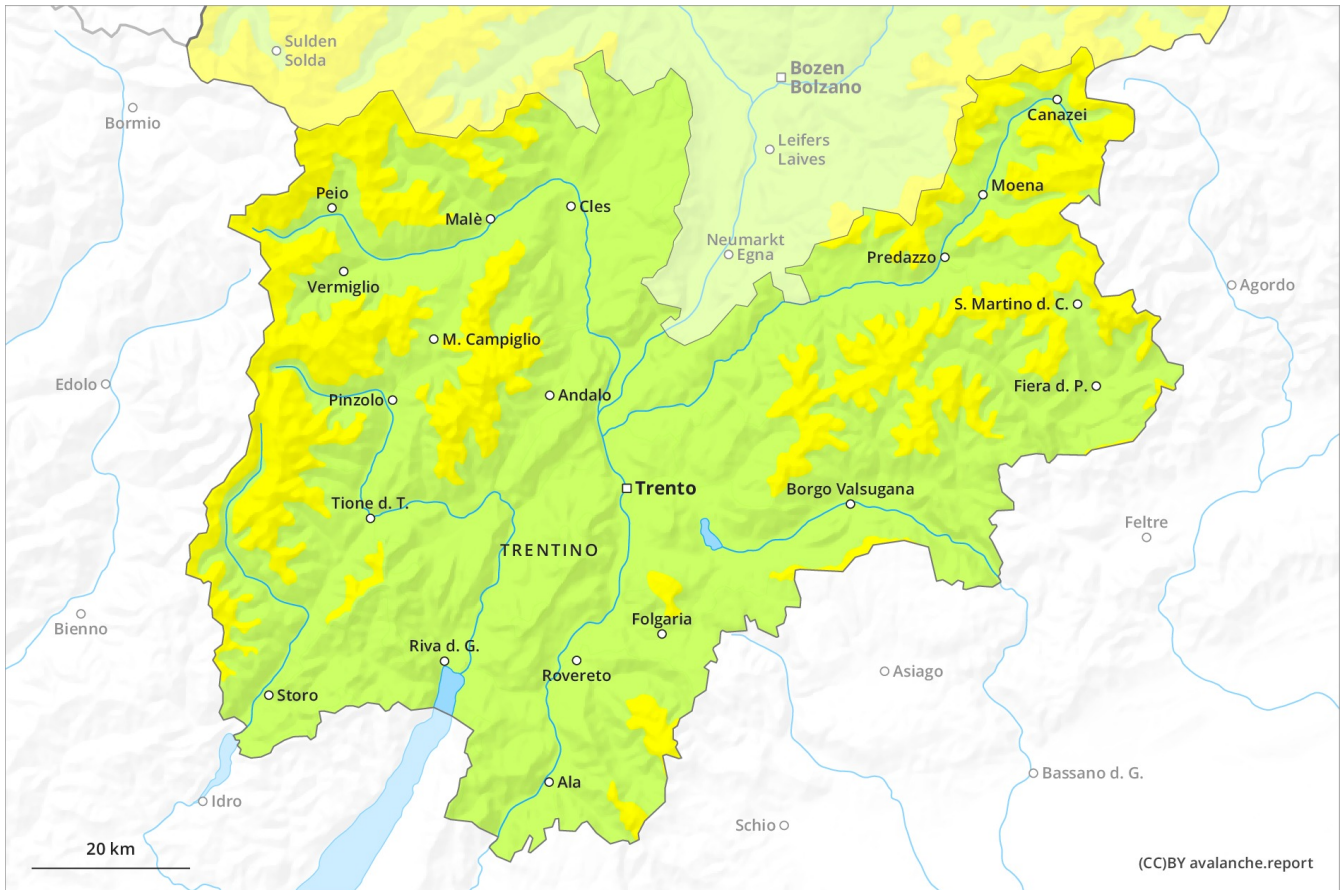 Sulden
Solda
Bozen
Bolzano
Bormio
Canazei
Leifers
Laives
Peio
Moena
Malè
Cles
Neumarkt
Egna
Predazzo
Vermiglio
Agordo
S. Martino d. C.
M. Campiglio
Edolo
Fiera d. P.
Pinzolo
Andalo
Trento
Borgo Valsugana
Tione d. T.
Feltre
TRENTINO
Bienno
Folgaria
Riva d. G.
Rovereto
Asiago
Storo
Bassano d. G.
Ala
Idro
Schio
20 km
(CC)BY avalanche.report